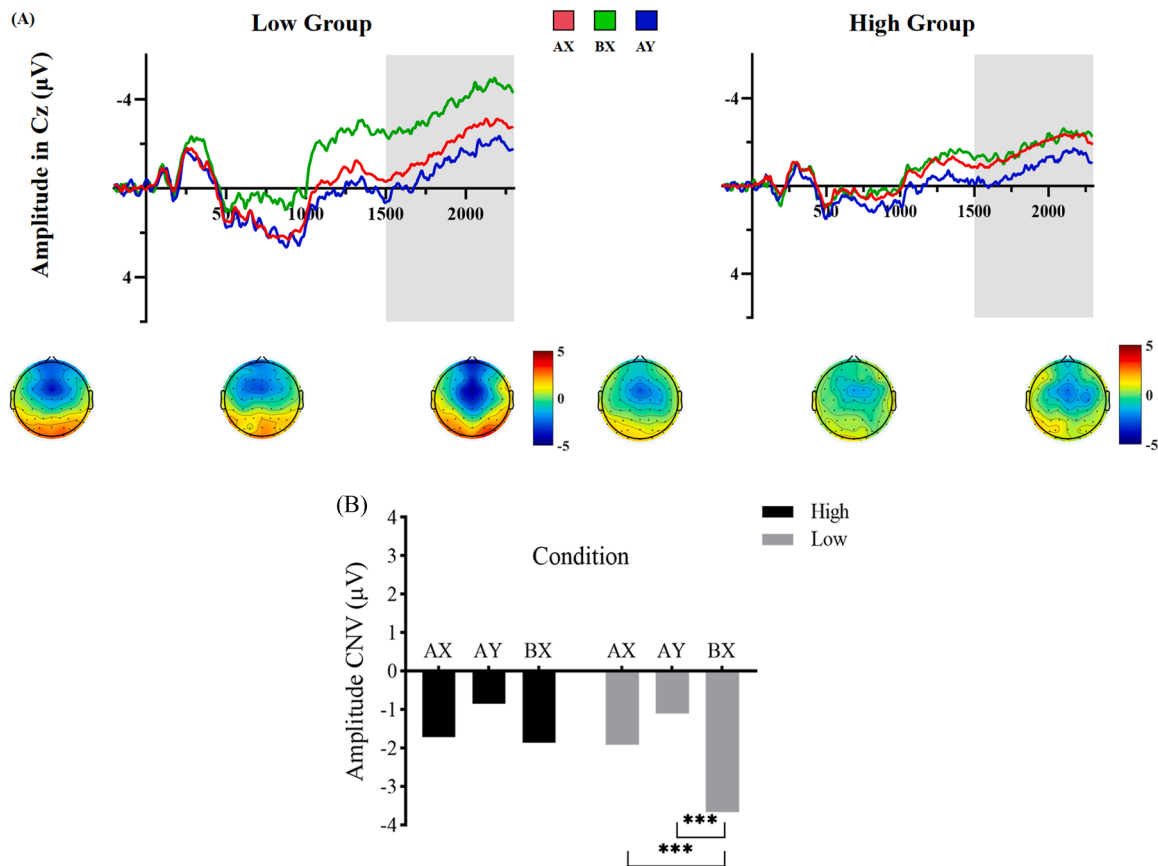 (A)
Low Group
AX BX AY
High Group
Amplitude in Cz (µV)
-4
500 1000 1500 2000
4
-4
500 1000 1500 2000
4
5
0
-5
5
0
-5
(B)
High
Low
Condition
Amplitude CNV (µV)
4
3
2
1
0
-1
-2
-3
-4
AX AY BX AX AY BX
***
***